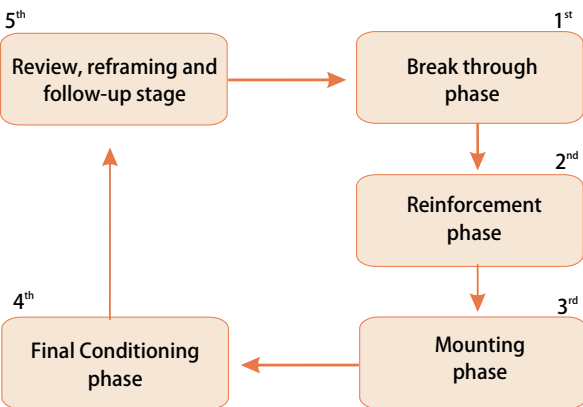 1st
Break through
phase
2nd
Reinforcement
phase
3rd
Mounting
phase
4th
Final Conditioning
phase
5th
Review, reframing and
follow-up stage